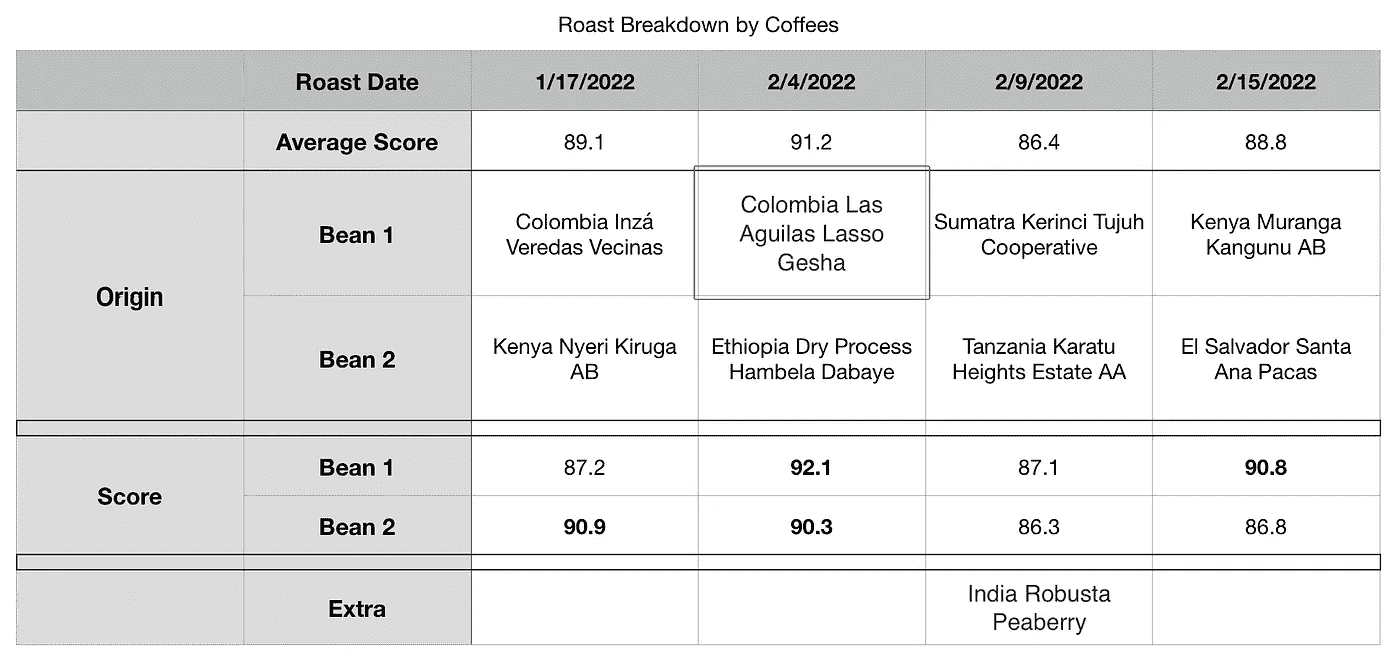 Roast Breakdown by Coffees
Roast Date 1/17/2022 2/4/2022 2/9/2022 2/15/2022
Average Score 89.1 91.2 86.4 88.8
Origin
Bean 1
Colombia Inzá
Veredas Vecinas
Colombia Las
Aguilas Lasso
Gesha
Sumatra Kerinci Tujuh
Cooperative
Kenya Muranga
Kangunu AB
Bean 2
Kenya Nyeri Kiruga
AB
Ethiopia Dry Process
Hambela Dabaye
Tanzania Karatu
Heights Estate AA
El Salvador Santa
Ana Pacas
Score
Bean 1 87.2 92.1 87.1 90.8
Bean 2 90.9 90.3 86.3 86.8
Extra
India Robusta
Peaberry